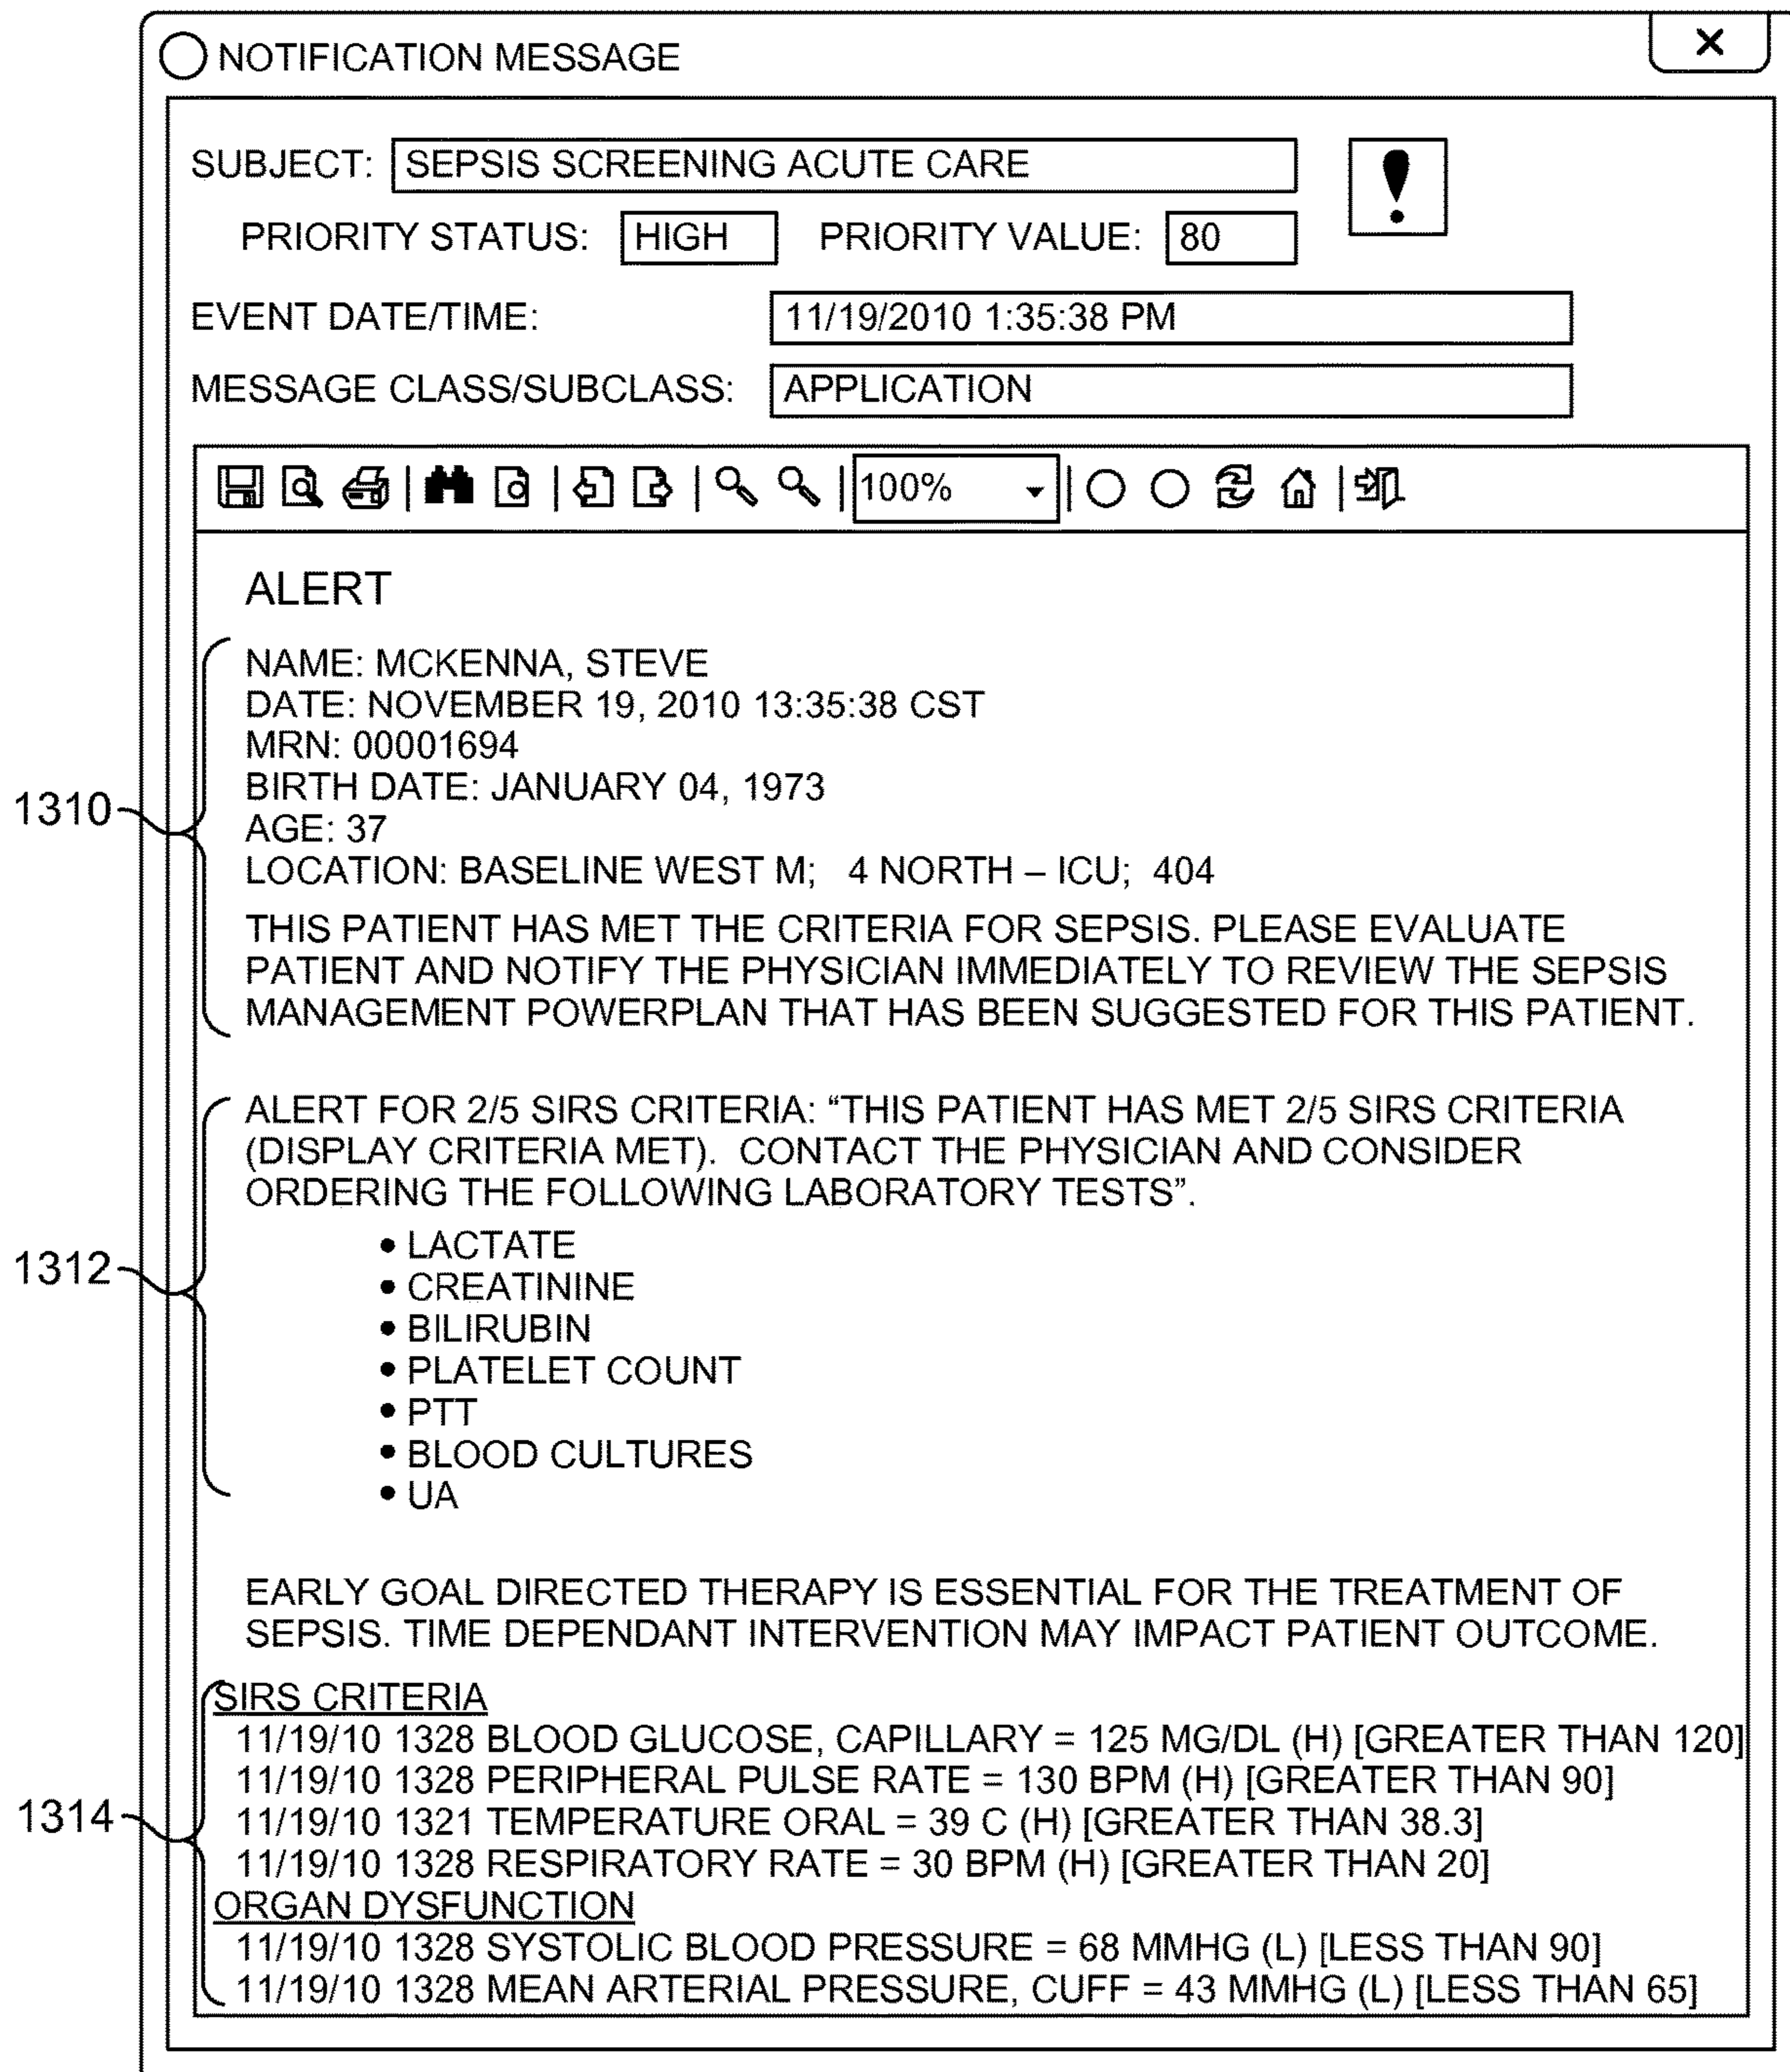 NOTIFICATION MESSAGE
X
SUBJECT: SEPSIS SCREENING ACUTE CARE
!
PRIORITY STATUS: HIGH PRIORITY VALUE: 80
EVENT DATE/TIME: 11/19/2010 1:35:38 PM
MESSAGE CLASS/SUBCLASS: APPLICATION
100%
ALERT
1310
NAME: MCKENNA, STEVE
DATE: NOVEMBER 19, 2010 13:35:38 CST
MRN: 00001694
BIRTH DATE: JANUARY 04, 1973
AGE: 37
LOCATION: BASELINE WEST M; 4 NORTH – ICU; 404
THIS PATIENT HAS MET THE CRITERIA FOR SEPSIS. PLEASE EVALUATE
PATIENT AND NOTIFY THE PHYSICIAN IMMEDIATELY TO REVIEW THE SEPSIS
MANAGEMENT POWERPLAN THAT HAS BEEN SUGGESTED FOR THIS PATIENT.
1312
ALERT FOR 2/5 SIRS CRITERIA: “THIS PATIENT HAS MET 2/5 SIRS CRITERIA
(DISPLAY CRITERIA MET). CONTACT THE PHYSICIAN AND CONSIDER
ORDERING THE FOLLOWING LABORATORY TESTS”.
• LACTATE
• CREATININE
• BILIRUBIN
• PLATELET COUNT
• PTT
• BLOOD CULTURES
• UA
EARLY GOAL DIRECTED THERAPY IS ESSENTIAL FOR THE TREATMENT OF
SEPSIS. TIME DEPENDANT INTERVENTION MAY IMPACT PATIENT OUTCOME.
1314
SIRS CRITERIA
11/19/10 1328 BLOOD GLUCOSE, CAPILLARY = 125 MG/DL (H) [GREATER THAN 120]
11/19/10 1328 PERIPHERAL PULSE RATE = 130 BPM (H) [GREATER THAN 90]
11/19/10 1321 TEMPERATURE ORAL = 39 C (H) [GREATER THAN 38.3]
11/19/10 1328 RESPIRATORY RATE = 30 BPM (H) [GREATER THAN 20]
ORGAN DYSFUNCTION
11/19/10 1328 SYSTOLIC BLOOD PRESSURE = 68 MMHG (L) [LESS THAN 90]
11/19/10 1328 MEAN ARTERIAL PRESSURE, CUFF = 43 MMHG (L) [LESS THAN 65]